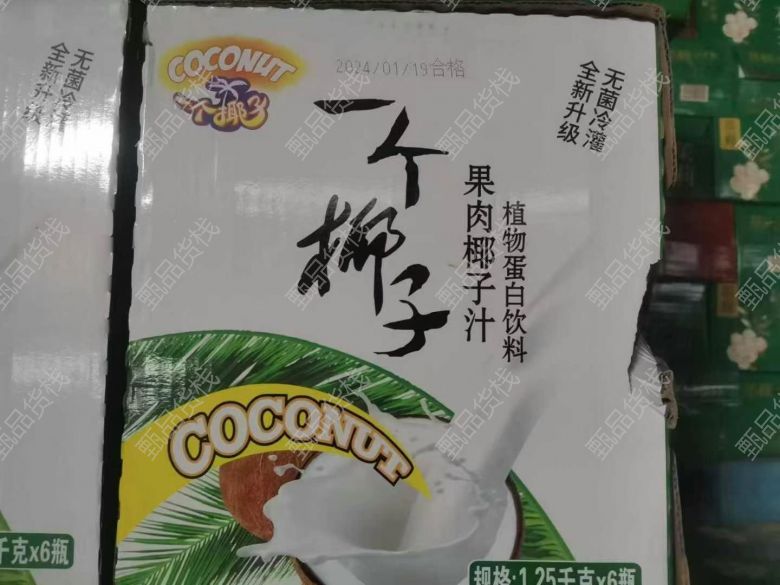 无菌冷灌
全新升级
COCONUT
一个椰子
2024/01/19合格
无菌冷灌
全新升级
一个椰子
果肉椰子汁
植物蛋白饮料
COCONUT
千克x6瓶
规格:1.25千克x6瓶
甄品货栈